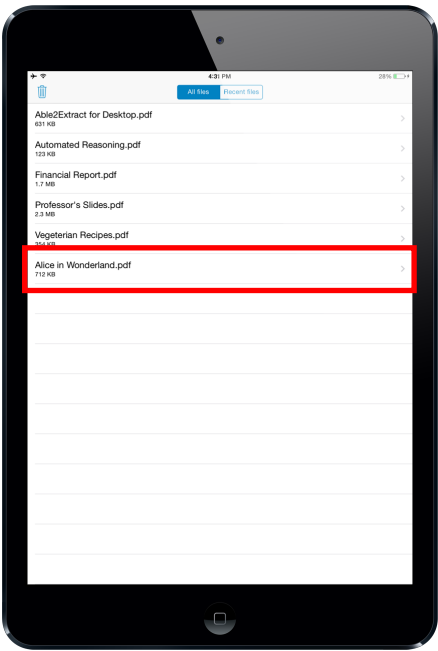 4:31 PM
28%
All files
Recent files
Able2Extract for Desktop.pdf
631 KB
Automated Reasoning.pdf
123 KB
Financial Report.pdf
1.7 MB
Professor's Slides.pdf
2.3 MB
Vegeterian Recipes.pdf
354 KB
Alice in Wonderland.pdf
712 KB